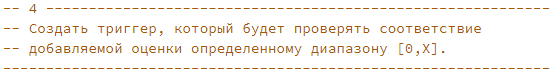 -- 4 --------------------------------------------------------------
-- Создать триггер, который будет проверять соответствие
-- добавляемой оценки определенному диапазону [0,X].
-------------------------------------------------------------------